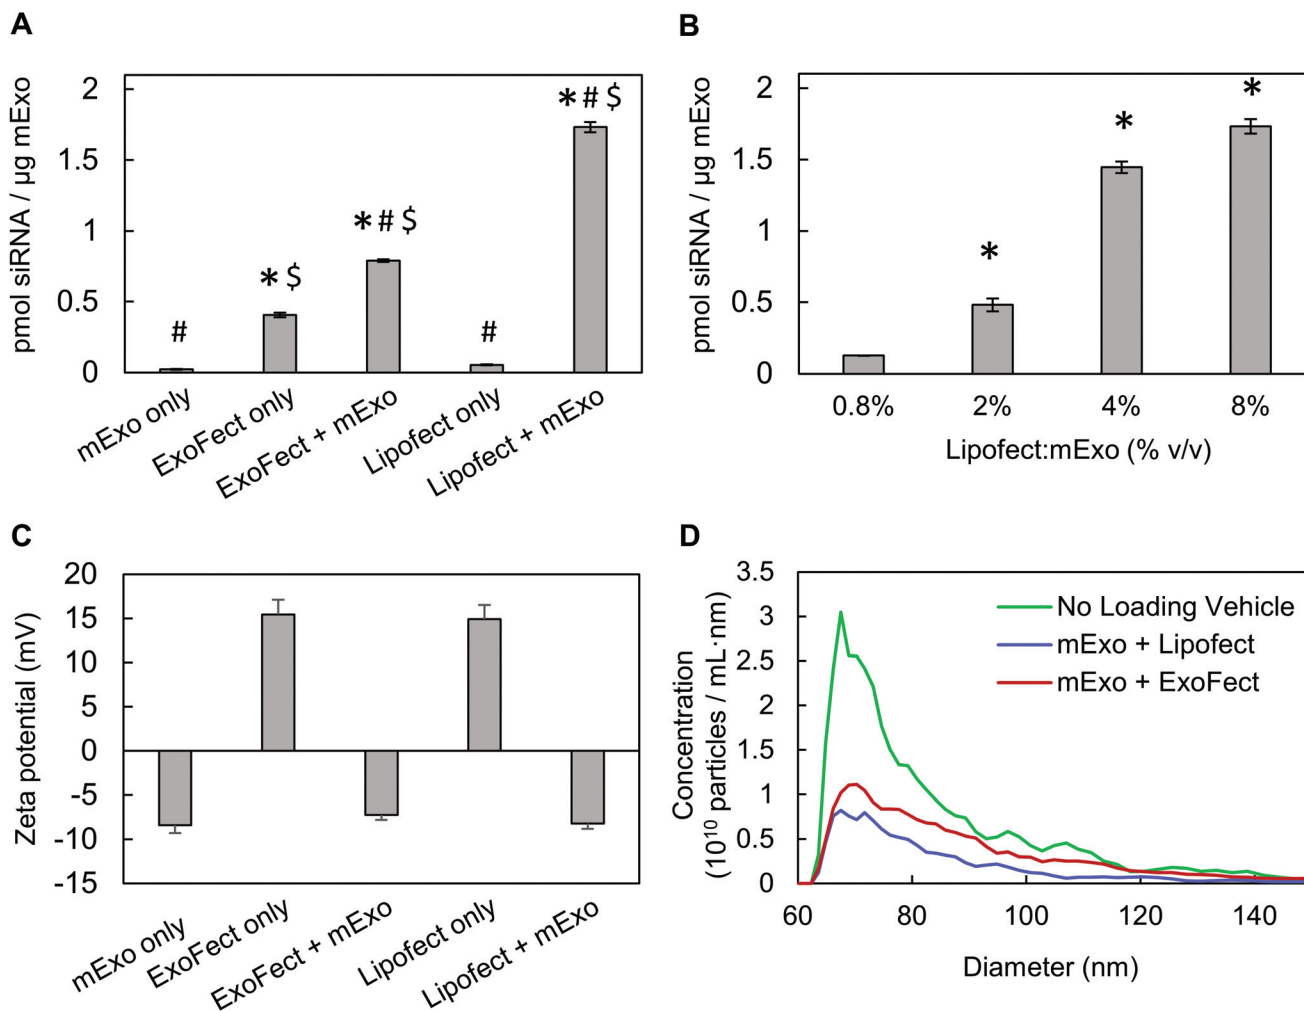 A
pmol siRNA / µg mExo
2
1.5
1
0.5
0
#
* $
* # $
#
* # $
mExo only
ExoFect only
ExoFect + mExo
Lipofect only
Lipofect + mExo
B
pmol siRNA / µg mExo
2
1.5
1
0.5
0
*
*
*
0.8%
2%
4%
8%
Lipofect:mExo (% v/v)
C
Zeta potential (mV)
20
15
10
5
0
-5
-10
-15
mExo only
ExoFect only
ExoFect + mExo
Lipofect only
Lipofect + mExo
D
Concentration
(10¹⁰ particles / mL·nm)
3.5
3
2.5
2
1.5
1
0.5
0
No Loading Vehicle
mExo + Lipofect
mExo + ExoFect
60
80
100
120
140
Diameter (nm)